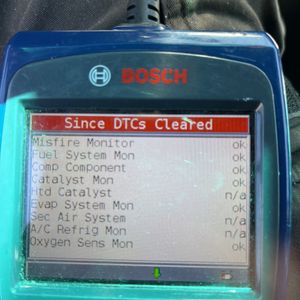 BOSCH
Since DTCs Cleared
Misfire Monitor ok
Fuel System Mon ok
Comp Component ok
Catalyst Mon ok
Htd Catalyst n/a
Evap System Mon ok
Sec Air System n/a
A/C Refrig Mon n/a
Oxygen Sens Mon ok